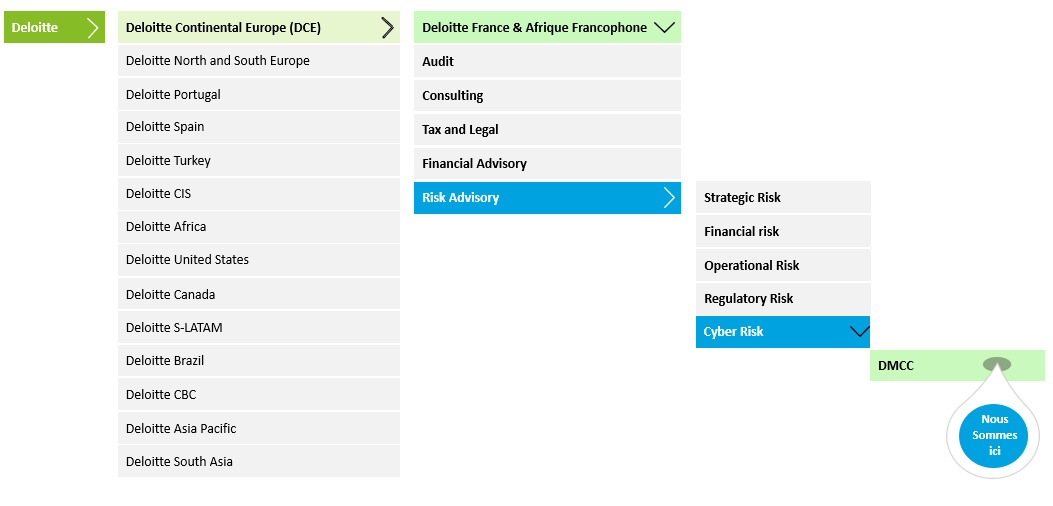 Deloitte
Deloitte Continental Europe (DCE)
Deloitte North and South Europe
Deloitte Portugal
Deloitte Spain
Deloitte Turkey
Deloitte CIS
Deloitte Africa
Deloitte United States
Deloitte Canada
Deloitte S-LATAM
Deloitte Brazil
Deloitte CBC
Deloitte Asia Pacific
Deloitte South Asia
Deloitte France & Afrique Francophone
Audit
Consulting
Tax and Legal
Financial Advisory
Risk Advisory
Strategic Risk
Financial risk
Operational Risk
Regulatory Risk
Cyber Risk
DMCC
Nous
Sommes
ici